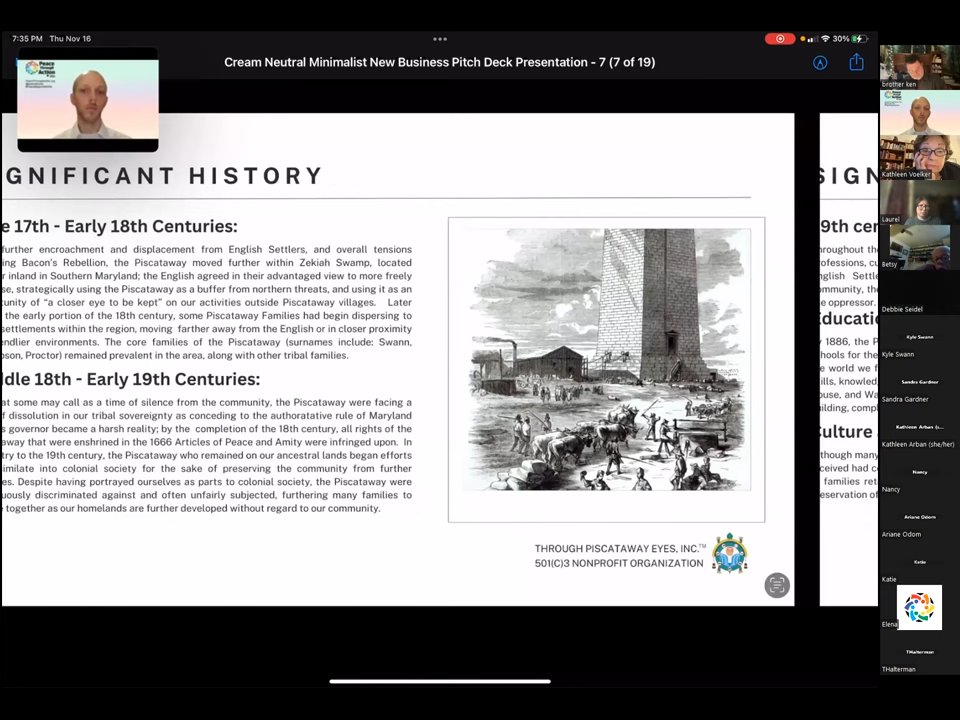 7:35 PM Thu Nov 16
30%
Cream Neutral Minimalist New Business Pitch Deck Presentation - 7 (7 of 19)
Peace
Through
Action
GNIFICANT HISTORY
e 17th - Early 18th Centuries:
further encroachment and displacement from English Settlers, and overall tensions
ing Bacon's Rebellion, the Piscataway moved further within Zekiah Swamp, located
r inland in Southern Maryland; the English agreed in their advantaged view to more freely
se, strategically using the Piscataway as a buffer from northern threats, and using it as an
tunity of “a closer eye to be kept” on our activities outside Piscataway villages. Later
the early portion of the 18th century, some Piscataway Families had begin dispersing to
settlements within the region, moving farther away from the English or in closer proximity
endlier environments. The core families of the Piscataway (surnames include: Swann,
pson, Proctor) remained prevalent in the area, along with other tribal families.
ddle 18th - Early 19th Centuries:
at some may call as a time of silence from the community, the Piscataway were facing a
f dissolution in our tribal sovereignty as conceding to the authoratative rule of Maryland
s governor became a harsh reality; by the completion of the 18th century, all rights of the
away that were enshrined in the 1666 Articles of Peace and Amity were infringed upon. In
try to the 19th century, the Piscataway who remained on our ancestral lands began efforts
similate into colonial society for the sake of preserving the community from further
es. Despite having portrayed ourselves as parts to colonial society, the Piscataway were
uously discriminated against and often unfairly subjected, furthering many families to
together as our homelands are further developed without regard to our community.
THROUGH PISCATAWAY EYES, INC.™
501(C)3 NONPROFIT ORGANIZATION
SIGN
9th cen
hroughout th
rofessions, cu
nglish Settle
mmunity, the
e oppressor.
Educatio
y 1886, the P
hools for the
e world we f
ills, knowled
ouse, and Wa
uilding, compl
Culture a
though many
ceived had c
families ret
eservation of
brother ken
Kathleen Voelker
Laurel
Betsy
Debbie Seidel
Kyle Swann
Kyle Swann
Sandra Gardner
Sandra Gardner
Kathleen Arban (s...
Kathleen Arban (she/her)
Nancy
Nancy
Ariane Odom
Ariane Odom
Katie
Katie
Elena
THalterman
THalterman